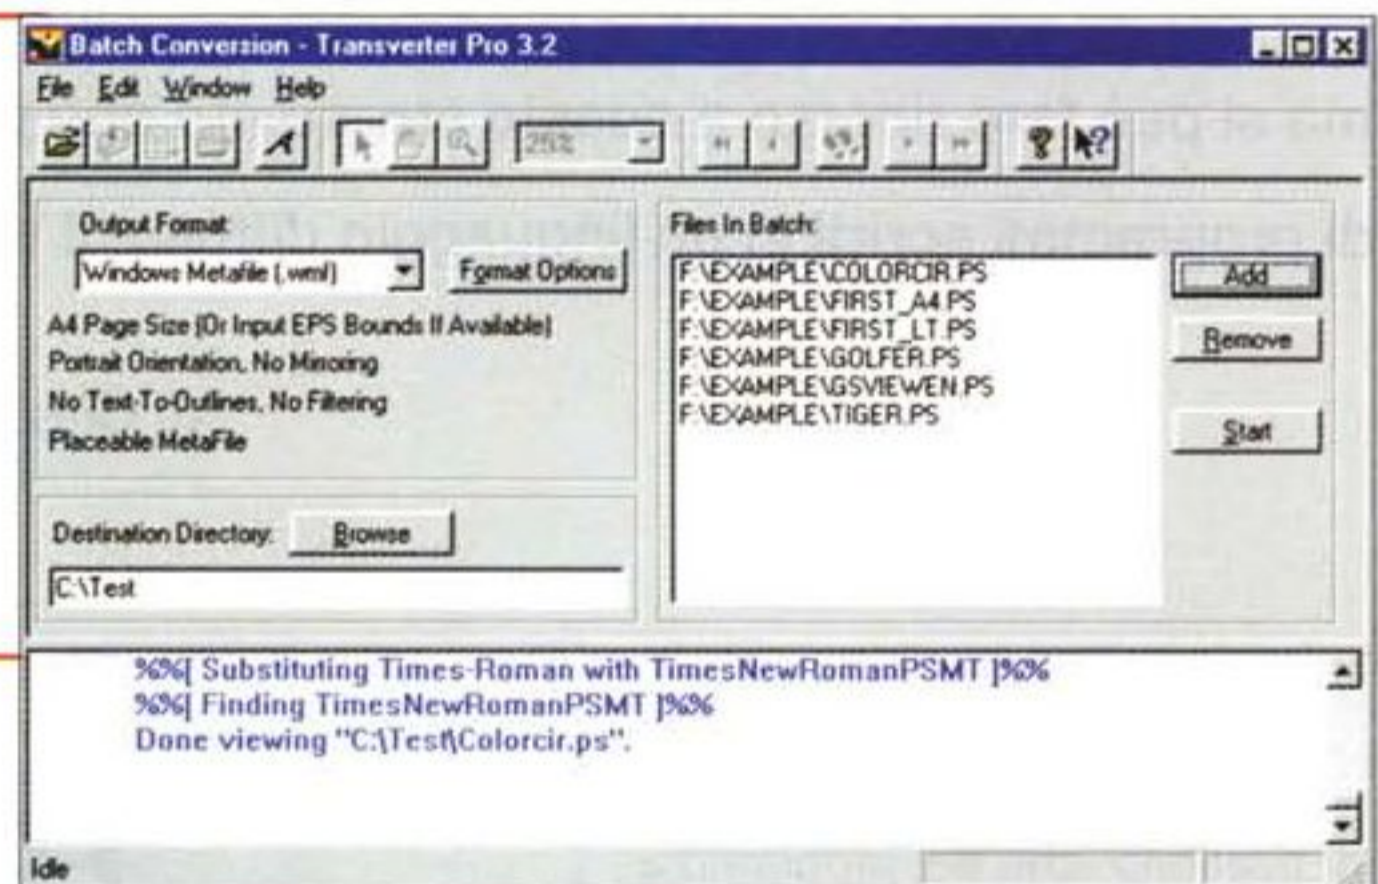 Batch Conversion - Transverter Pro 3.2
File Edit Window Help
25%
Output Format:
Windows Metafile (.wmf)
Format Options
A4 Page Size (Or Input EPS Bounds If Available)
Portrait Orientation, No Mirroring
No Text-To-Outlines, No Filtering
Placeable MetaFile
Destination Directory:
Browse
C:\Test
Files In Batch:
F:\EXAMPLE\COLORCIR.PS
F:\EXAMPLE\FIRST_A4.PS
F:\EXAMPLE\FIRST_LT.PS
F:\EXAMPLE\GOLFER.PS
F:\EXAMPLE\GSVIEWEN.PS
F:\EXAMPLE\TIGER.PS
Add
Remove
Start
%%[ Substituting Times-Roman with TimesNewRomanPSMT ]%%
%%[ Finding TimesNewRomanPSMT ]%%
Done viewing "C:\Test\Colorcir.ps".
Idle